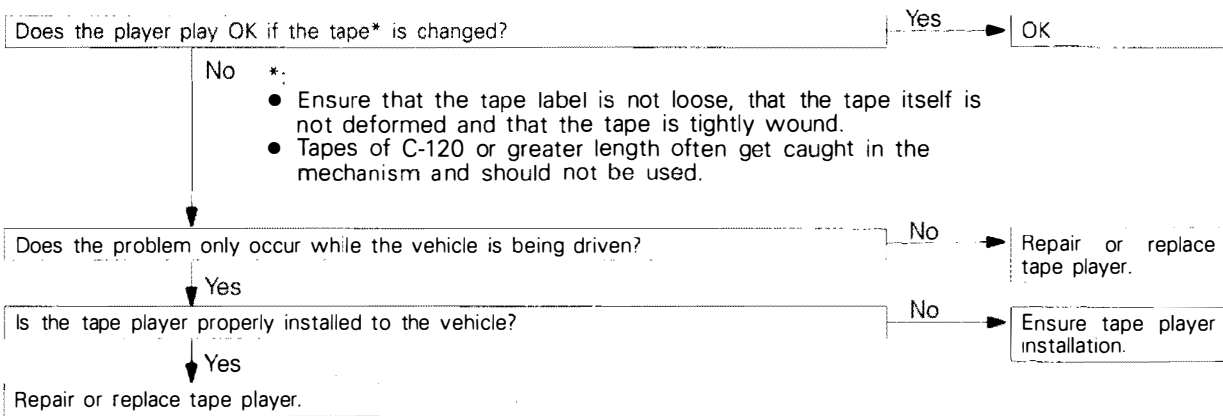 Does the player play OK if the tape* is changed?
Yes
OK
No
*:
● Ensure that the tape label is not loose, that the tape itself is
not deformed and that the tape is tightly wound.
● Tapes of C-120 or greater length often get caught in the
mechanism and should not be used.
Does the problem only occur while the vehicle is being driven?
No
Repair or replace
tape player.
Yes
Is the tape player properly installed to the vehicle?
No
Ensure tape player
installation.
Yes
Repair or replace tape player.